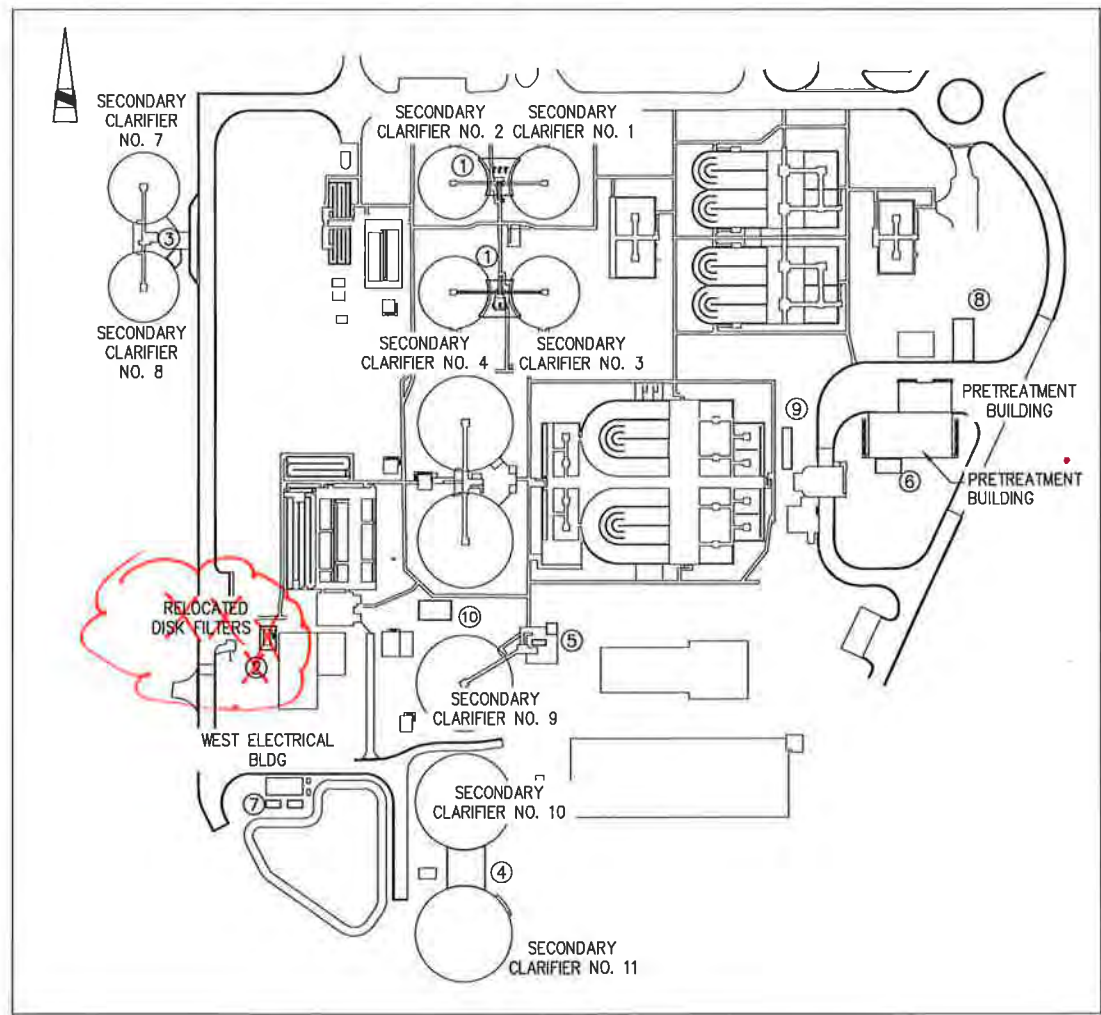 SECONDARY
CLARIFIER
NO. 7
SECONDARY
CLARIFIER NO. 2
SECONDARY
CLARIFIER NO. 1
①
③
①
SECONDARY
CLARIFIER
NO. 8
SECONDARY
CLARIFIER NO. 4
SECONDARY
CLARIFIER NO. 3
⑧
PRETREATMENT
BUILDING
⑨
⑥
PRETREATMENT
BUILDING
RELOCATED
DISK FILTERS
②
⑩
⑤
SECONDARY
CLARIFIER NO. 9
WEST ELECTRICAL
BLDG
⑦
SECONDARY
CLARIFIER NO. 10
④
SECONDARY
CLARIFIER NO. 11